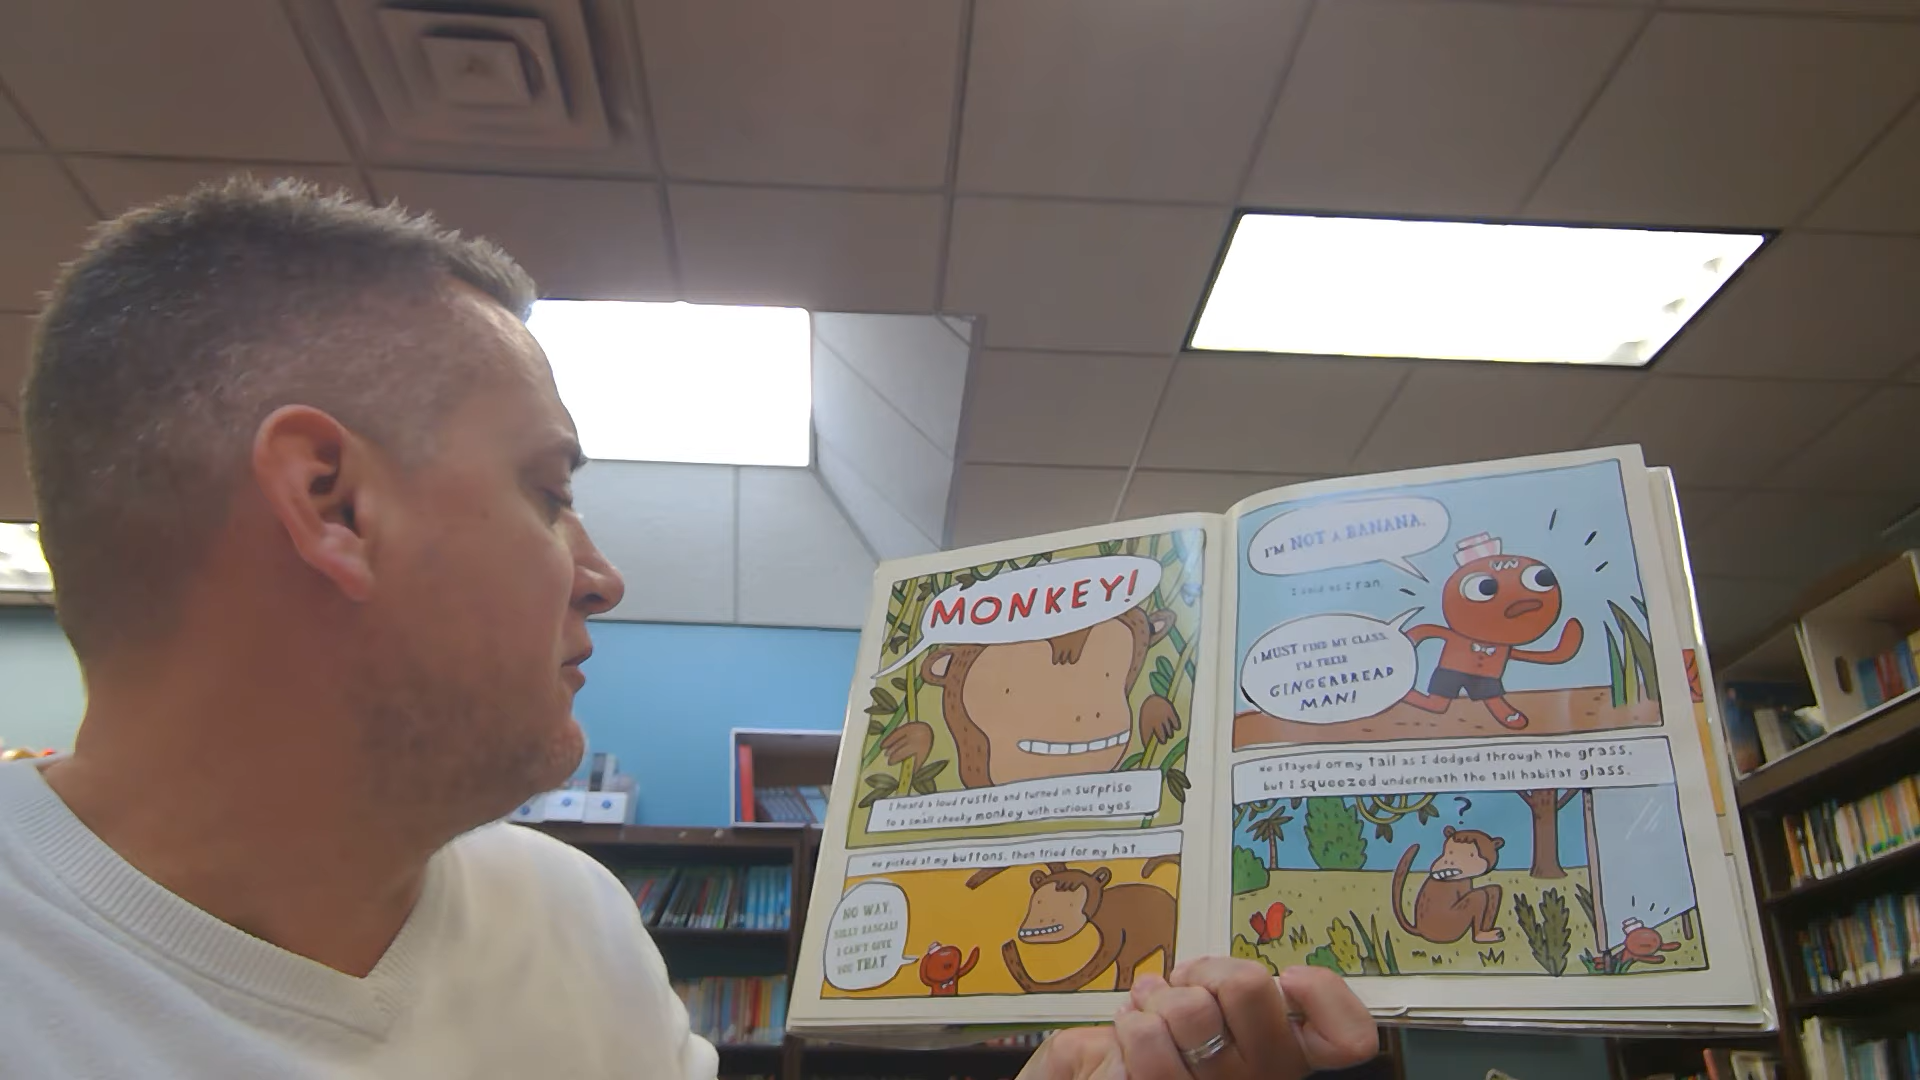 MONKEY!
I heard a loud rustle and turned in surprise
to a small cheeky monkey with curious eyes.
He picked at my buttons, then tried for my hat.
NO WAY,
SILLY RASCAL!
I CAN'T GIVE
YOU THAT.
I'M NOT A BANANA,
I said as I ran.
I MUST FIND MY CLASS.
I'M THEIR
GINGERBREAD
MAN!
He stayed on my tail as I dodged through the grass,
but I squeezed underneath the tall habitat glass.
?